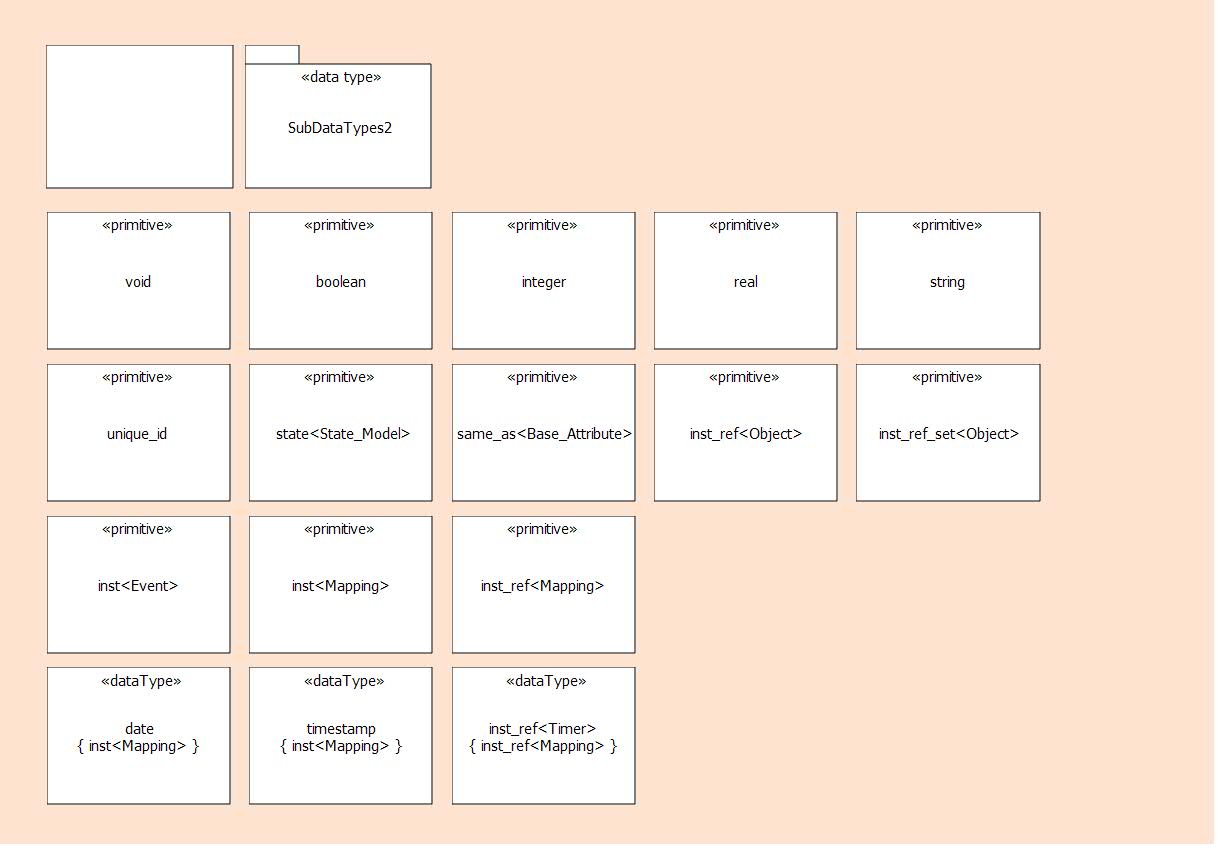 «data type»
SubDataTypes2
«primitive»
void
«primitive»
boolean
«primitive»
integer
«primitive»
real
«primitive»
string
«primitive»
unique_id
«primitive»
state<State_Model>
«primitive»
same_as<Base_Attribute>
«primitive»
inst_ref<Object>
«primitive»
inst_ref_set<Object>
«primitive»
inst<Event>
«primitive»
inst<Mapping>
«primitive»
inst_ref<Mapping>
«dataType»
date
{ inst<Mapping> }
«dataType»
timestamp
{ inst<Mapping> }
«dataType»
inst_ref<Timer>
{ inst_ref<Mapping> }